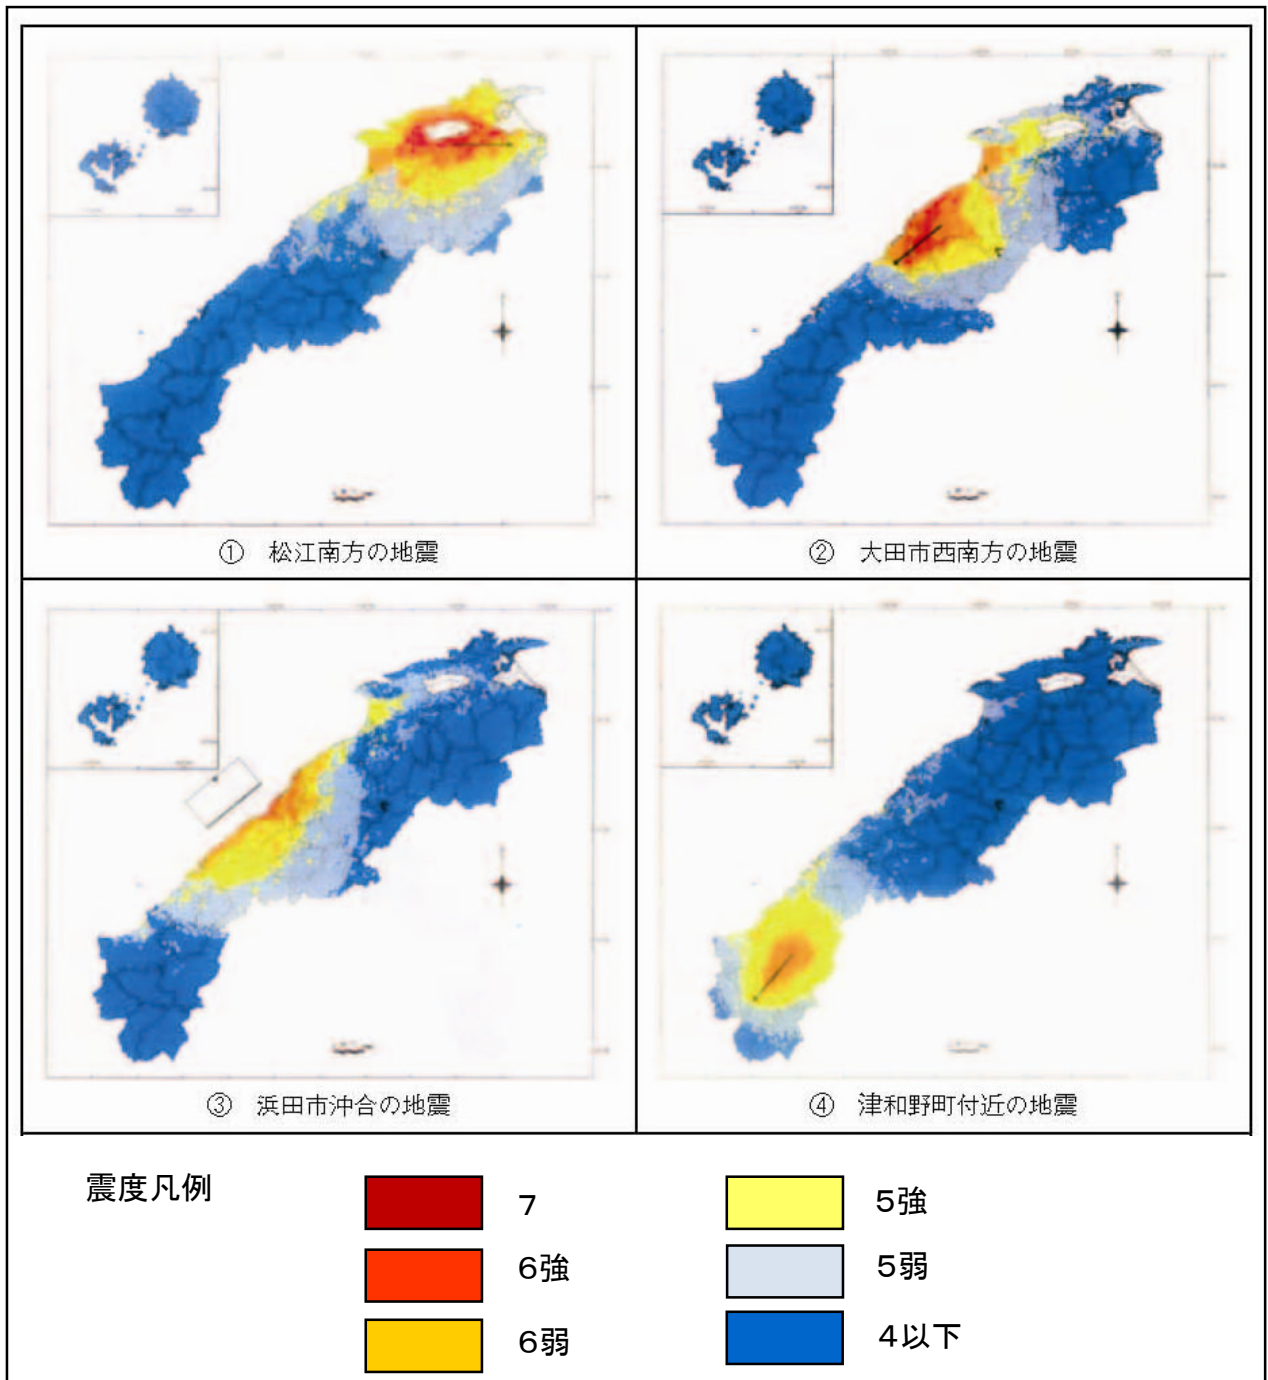 ① 松江南方の地震
② 大田市西南方の地震
③ 浜田市沖合の地震
④ 津和野町付近の地震
震度凡例
7
6強
6弱
5強
5弱
4以下